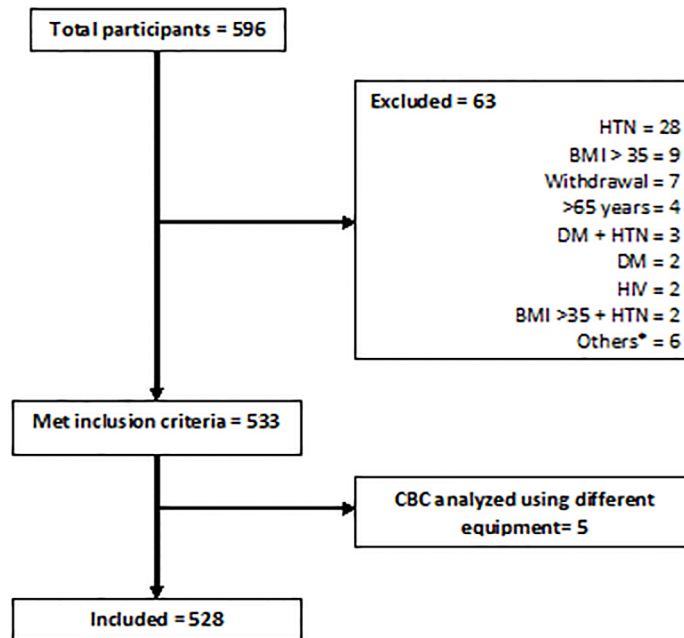 Total participants = 596
Excluded = 63
HTN = 28
BMI > 35 = 9
Withdrawal = 7
>65 years = 4
DM + HTN = 3
DM = 2
HIV = 2
BMI >35 + HTN = 2
Others* = 6
Met inclusion criteria = 533
CBC analyzed using different
equipment= 5
Included = 528